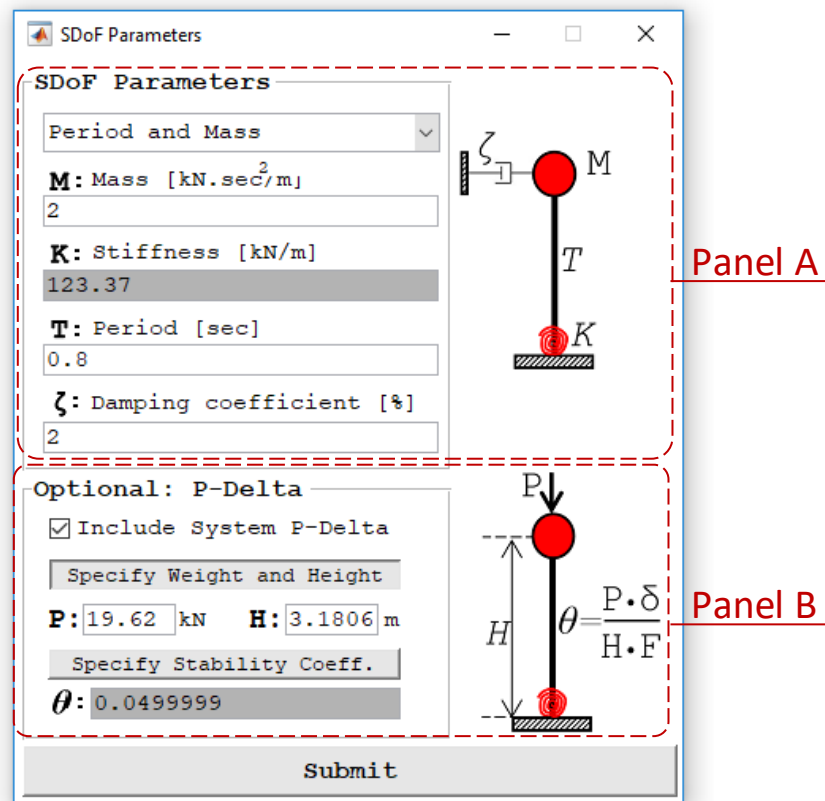 SDoF Parameters
SDoF Parameters
Period and Mass
M: Mass [kN.sec²/m]
2
K: Stiffness [kN/m]
123.37
T: Period [sec]
0.8
ζ: Damping coefficient [%]
2
ζ
M
T
K
Panel A
Optional: P-Delta
Include System P-Delta
Specify Weight and Height
P: 19.62 kN H: 3.1806 m
Specify Stability Coeff.
θ: 0.0499999
P
H
θ=P·δ/H·F
Panel B
Submit